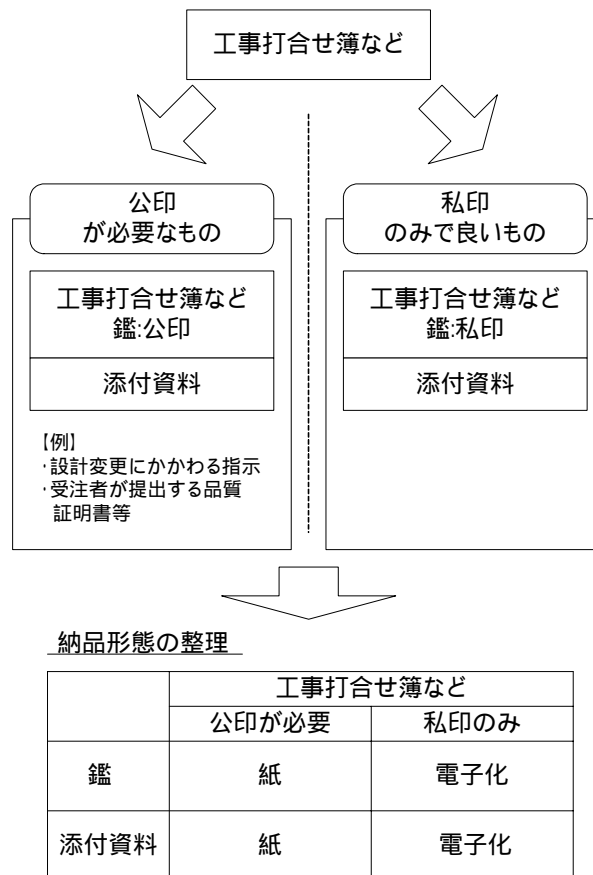 工事打合せ簿など
公印
が必要なもの
私印
のみで良いもの
工事打合せ簿など
鑑:公印
添付資料
工事打合せ簿など
鑑:私印
添付資料
【例】
・設計変更にかかわる指示
・受注者が提出する品質
証明書等
納品形態の整理
工事打合せ簿など
公印が必要 私印のみ
鑑 紙 電子化
添付資料 紙 電子化